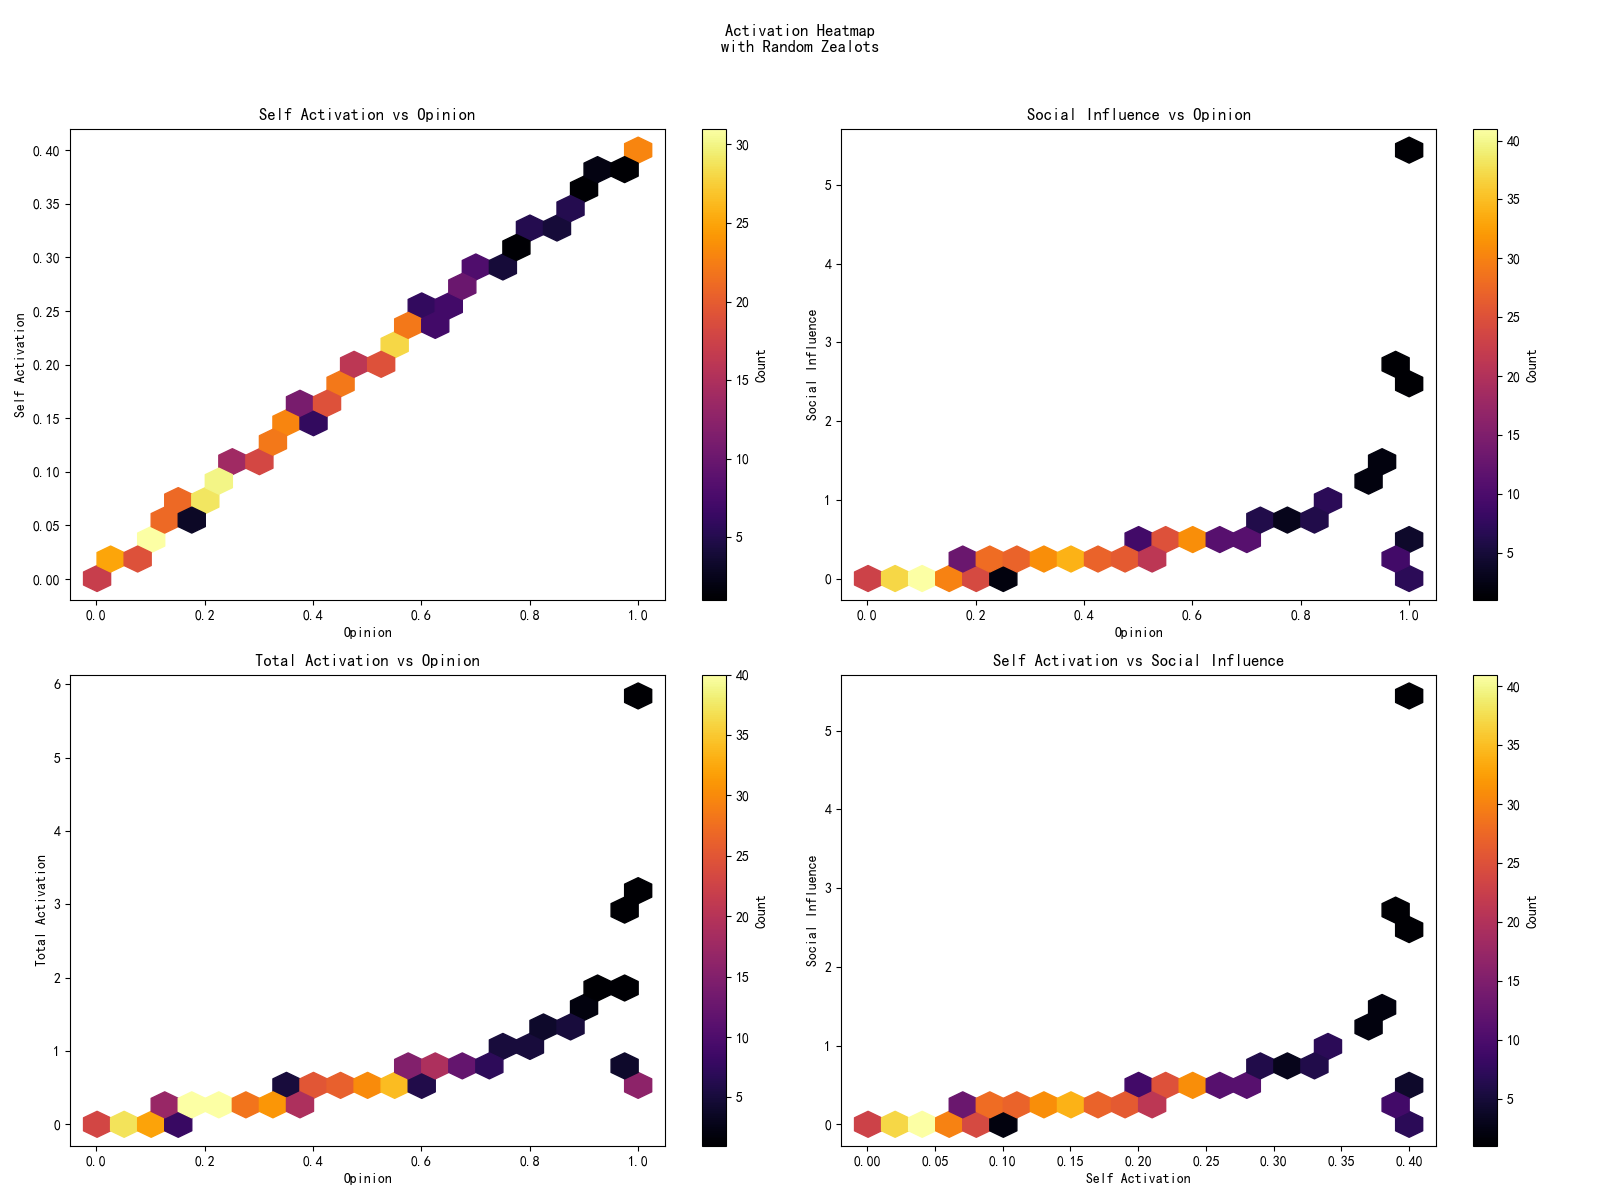 Activation Heatmap
with Random Zealots
Self Activation vs Opinion
0.40
0.35
0.30
0.25
0.20
0.15
0.10
0.05
0.00
Self Activation
0.0 0.2 0.4 0.6 0.8 1.0
Opinion
30
25
20
15
10
5
Count
Social Influence vs Opinion
5
4
3
2
1
0
Social Influence
0.0 0.2 0.4 0.6 0.8 1.0
Opinion
40
35
30
25
20
15
10
5
Count
Total Activation vs Opinion
6
5
4
3
2
1
0
Total Activation
0.0 0.2 0.4 0.6 0.8 1.0
Opinion
40
35
30
25
20
15
10
5
Count
Self Activation vs Social Influence
5
4
3
2
1
0
Social Influence
0.00 0.05 0.10 0.15 0.20 0.25 0.30 0.35 0.40
Self Activation
40
35
30
25
20
15
10
5
Count